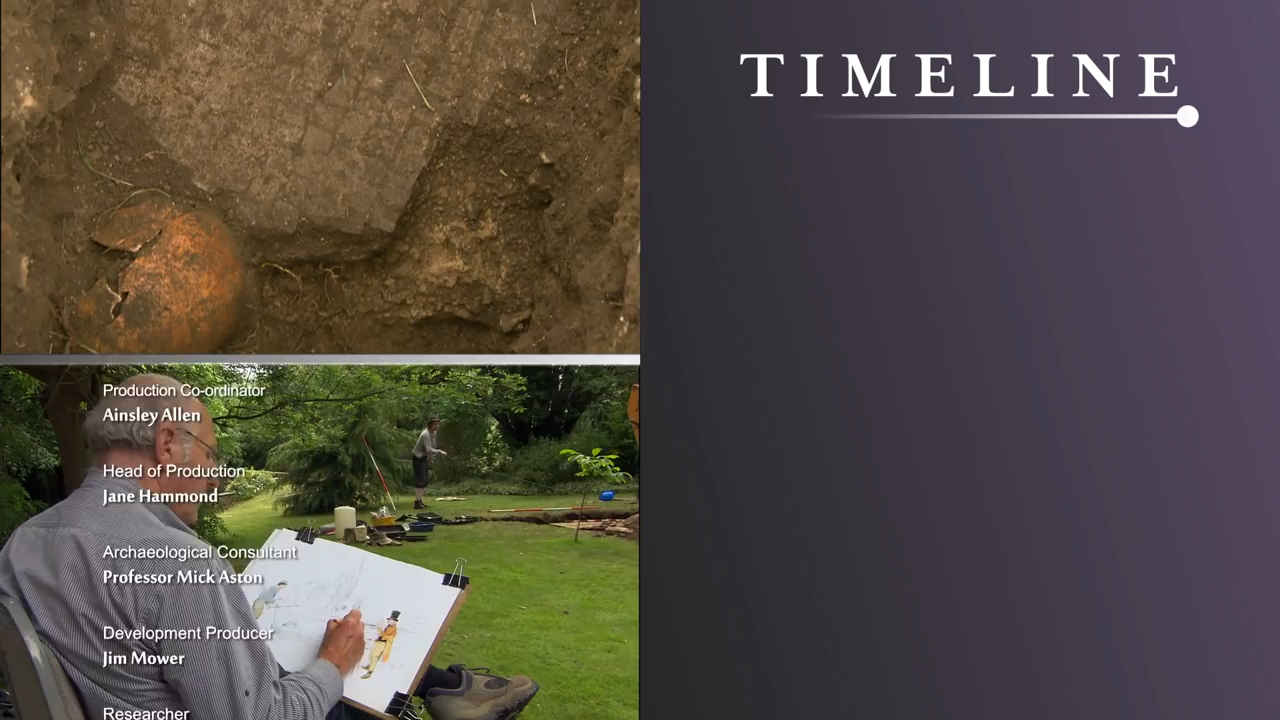 TIMELINE
Production Co-ordinator
Ainsley Allen
Head of Production
Jane Hammond
Archaeological Consultant
Professor Mick Aston
Development Producer
Jim Mower
Researcher